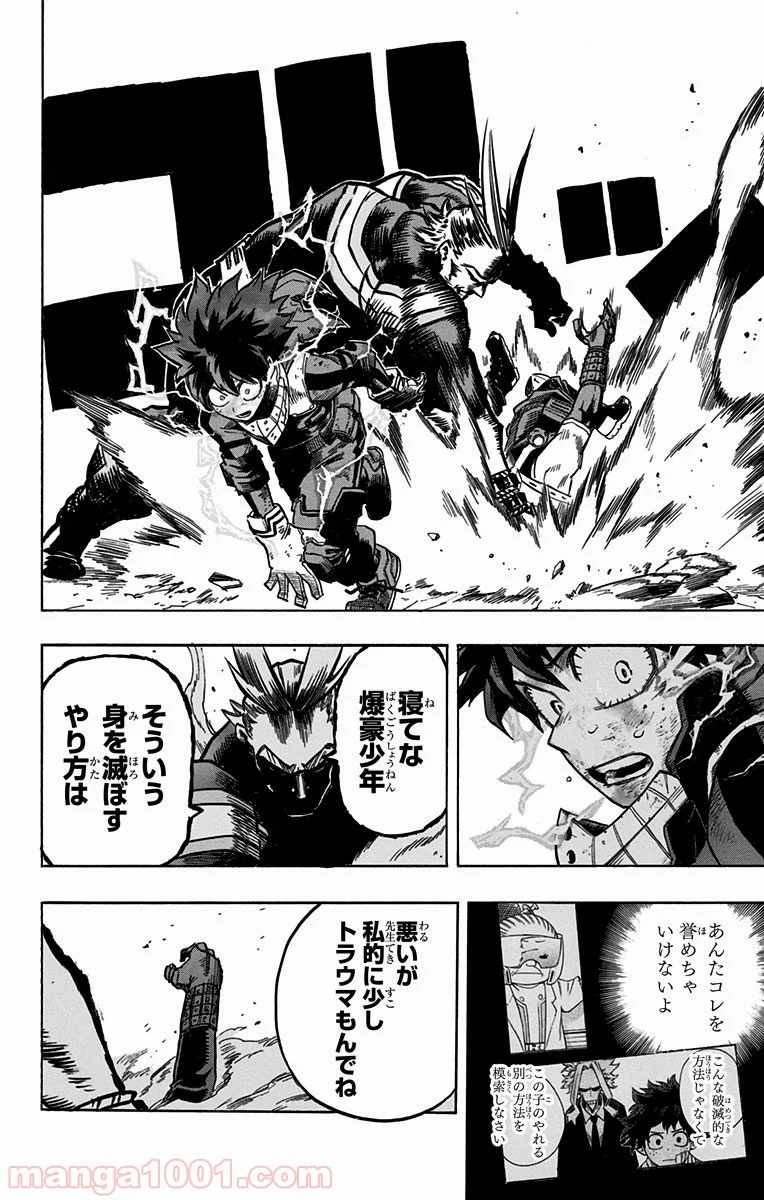 寝てな
爆豪少年
そういう
身を滅ぼす
やり方は
あんたコレを
誉めちゃ
いけないよ
こんな破滅的な
方法じゃなくて
この子のやれる
別の方法を
模索しなさい
悪いが
私的に少し
トラウマもんでね
manga1001.com